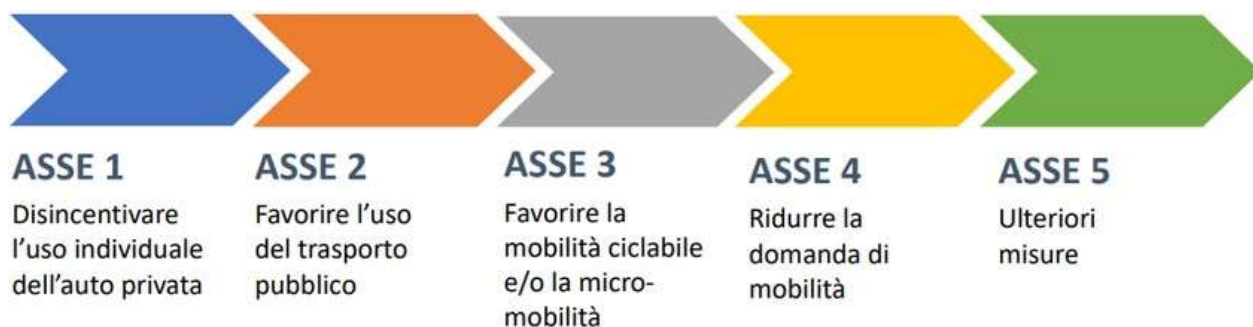 ASSE 1
Disincentivare
l'uso individuale
dell'auto privata
ASSE 2
Favorire l'uso
del trasporto
pubblico
ASSE 3
Favorire la
mobilità ciclabile
e/o la micro-
mobilità
ASSE 4
Ridurre la
domanda di
mobilità
ASSE 5
Ulteriori
misure